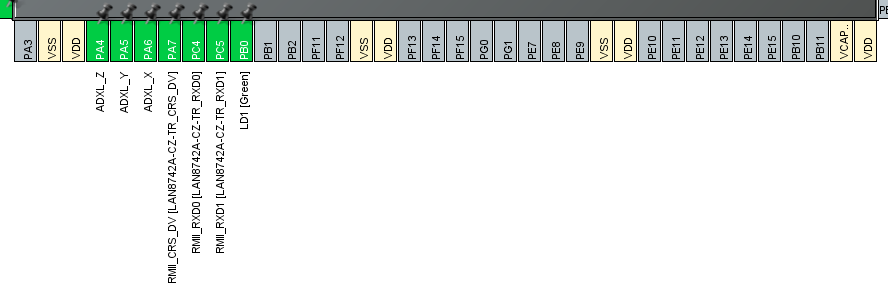 PA3
VSS
VDD
PA4
PA5
PA6
PA7
PC4
PC5
PB0
PB1
PB2
PF11
PF12
VSS
VDD
PF13
PF14
PF15
PG0
PG1
PE7
PE8
PE9
VSS
VDD
PE10
PE11
PE12
PE13
PE14
PE15
PB10
PB11
VCAP..
VDD
PE
ADXL_Z
ADXL_Y
ADXL_X
RMII_CRS_DV [LAN8742A-CZ-TR_CRS_DV]
RMII_RXD0 [LAN8742A-CZ-TR_RXD0]
RMII_RXD1 [LAN8742A-CZ-TR_RXD1]
LD1 [Green]